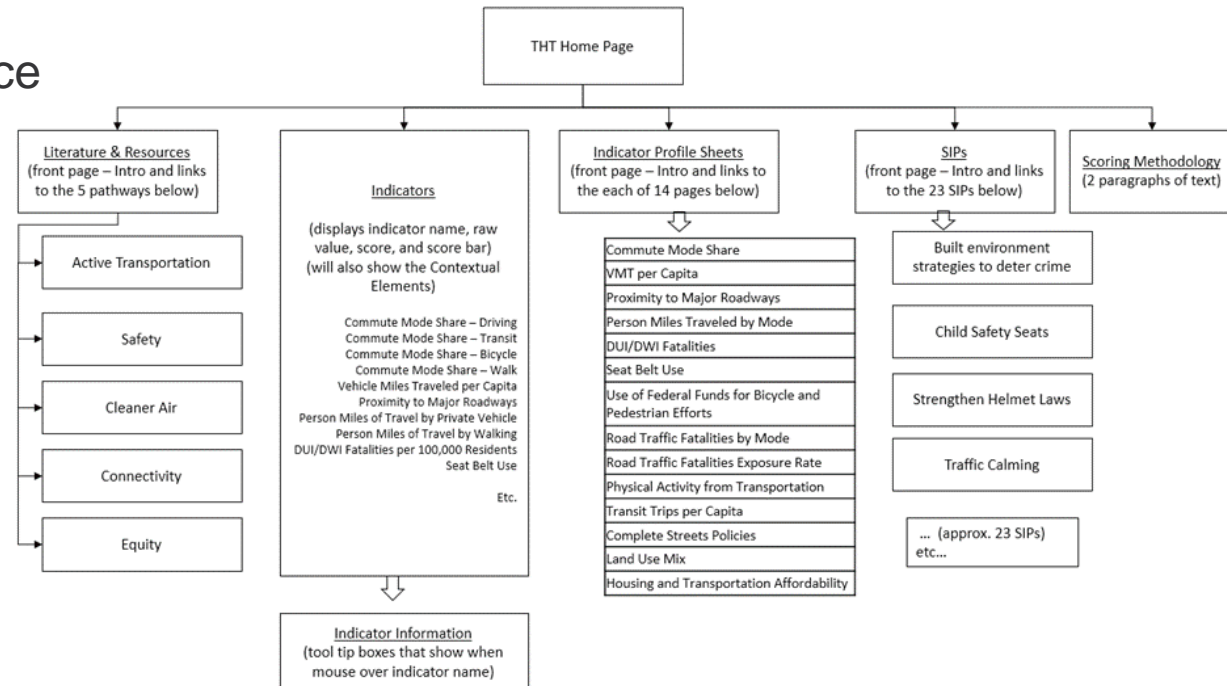 ce
THT Home Page
Literature & Resources
(front page – Intro and links
to the 5 pathways below)
Active Transportation
Safety
Cleaner Air
Connectivity
Equity
Indicators
(displays indicator name, raw
value, score, and score bar)
(will also show the Contextual
Elements)
Commute Mode Share – Driving
Commute Mode Share – Transit
Commute Mode Share – Bicycle
Commute Mode Share – Walk
Vehicle Miles Traveled per Capita
Proximity to Major Roadways
Person Miles of Travel by Private Vehicle
Person Miles of Travel by Walking
DUI/DWI Fatalities per 100,000 Residents
Seat Belt Use
Etc.
Indicator Information
(tool tip boxes that show when
mouse over indicator name)
Indicator Profile Sheets
(front page – Intro and links to
the each of 14 pages below)
Commute Mode Share
VMT per Capita
Proximity to Major Roadways
Person Miles Traveled by Mode
DUI/DWI Fatalities
Seat Belt Use
Use of Federal Funds for Bicycle and
Pedestrian Efforts
Road Traffic Fatalities by Mode
Road Traffic Fatalities Exposure Rate
Physical Activity from Transportation
Transit Trips per Capita
Complete Streets Policies
Land Use Mix
Housing and Transportation Affordability
SIPs
(front page – Intro and links
to the 23 SIPs below)
Built environment
strategies to deter crime
Child Safety Seats
Strengthen Helmet Laws
Traffic Calming
... (approx. 23 SIPs)
etc...
Scoring Methodology
(2 paragraphs of text)